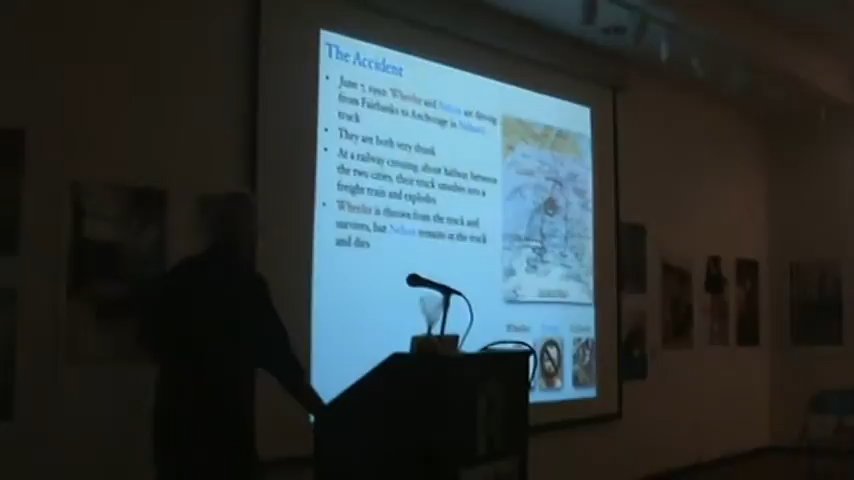 The Accident
• June 7, 1992: Wheeler and Nelson are driving
from Fairbanks to Anchorage in Nelson's
truck
• They are both very drunk
• At a railway crossing about halfway between
the two cities, their truck smashes into a
freight train and explodes
• Wheeler is thrown from the truck and
survives, but Nelson remains in the truck
and dies
Wheeler